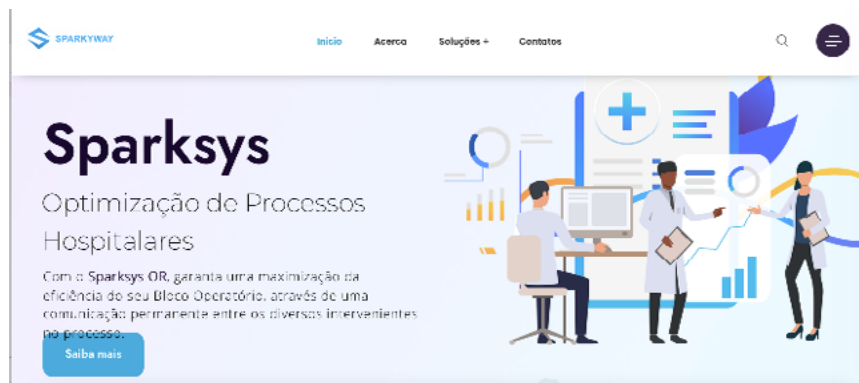 SPARKYWAY
Inicio Acerca Soluções + Contatos
Sparksys
Optimização de Processos
Hospitalares
Com o Sparksys OR, garanta uma maximização da
eficiência do seu Bloco Operatório, através de uma
comunicação permanente entre os diversos intervenientes
no processo.
Saiba mais